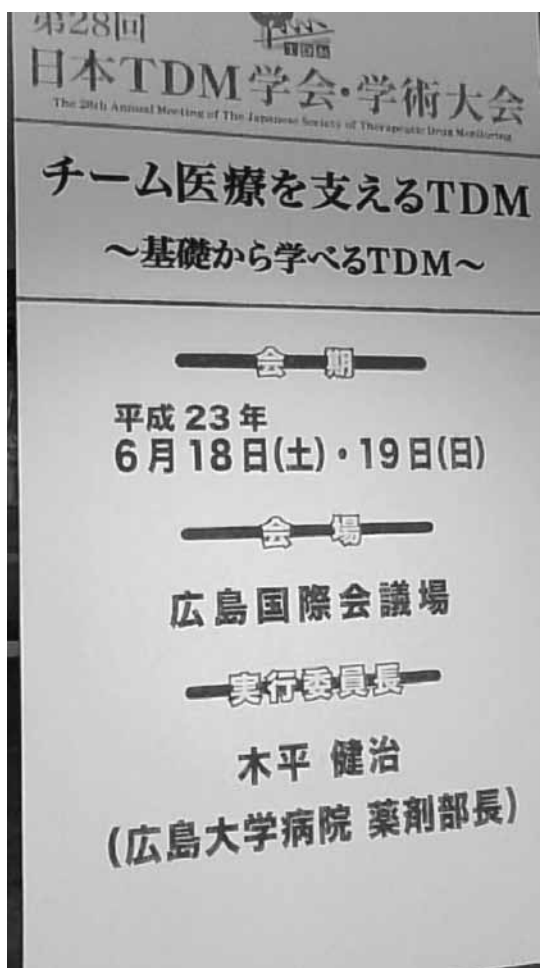 第28回
TDM
日本TDM学会・学術大会
The 28th Annual Meeting of The Japanese Society of Therapeutic Drug Monitoring
チーム医療を支えるTDM
～基礎から学べるTDM～
会 期
平成 23 年
6月18日(土)・19日(日)
会 場
広島国際会議場
実行委員長
木平 健治
(広島大学病院 薬剤部長)